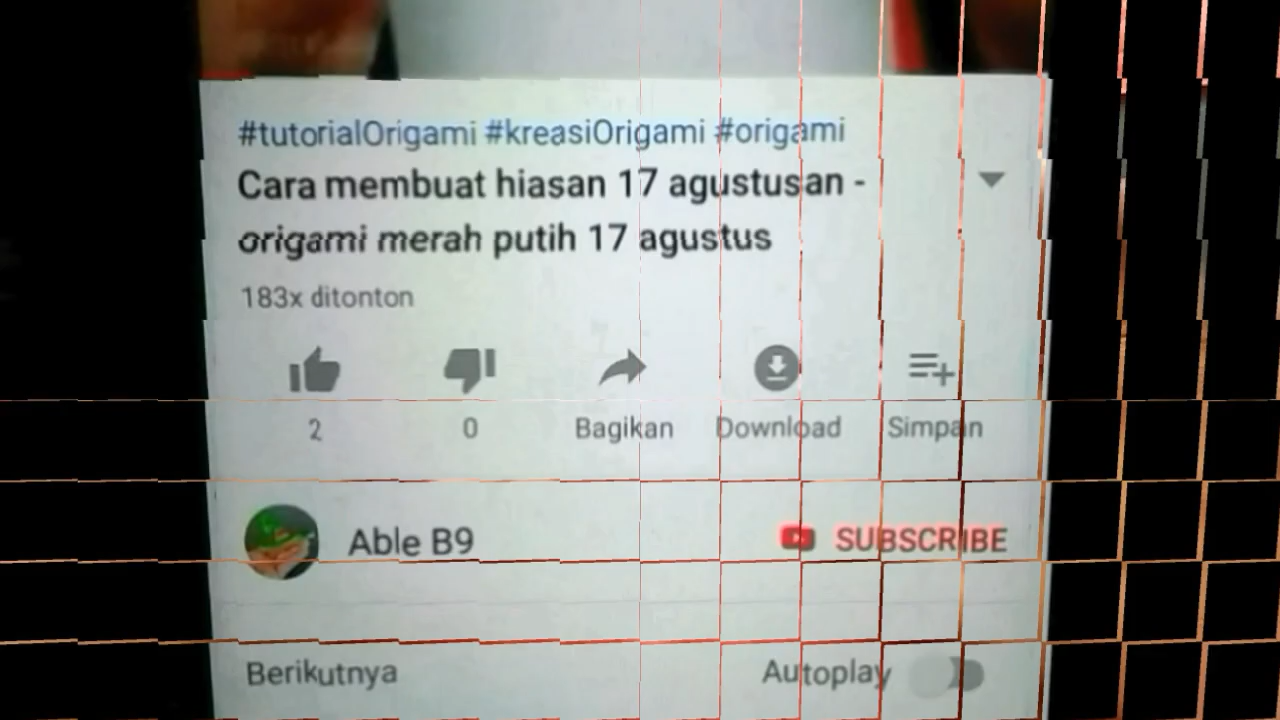 #tutorialOrigami #kreasiOrigami #origami
Cara membuat hiasan 17 agustusan -
origami merah putih 17 agustus
183x ditonton
2 0 Bagikan Download Simpan
Able B9 SUBSCRIBE
Berikutnya Autoplay